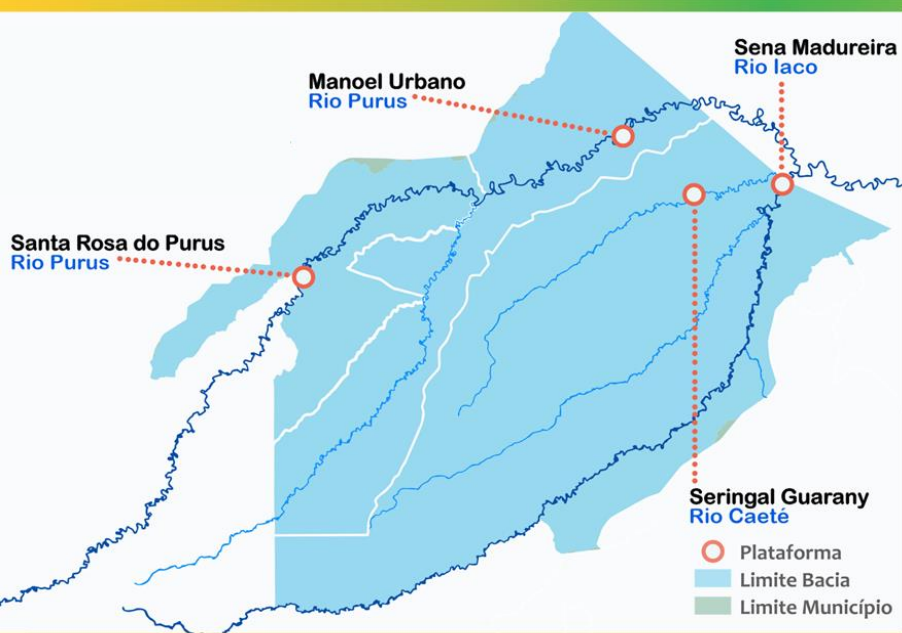 Sena Madureira
Rio Iaco
Manoel Urbano
Rio Purus
Santa Rosa do Purus
Rio Purus
Seringal Guarany
Rio Caeté
Plataforma
Limite Bacia
Limite Município